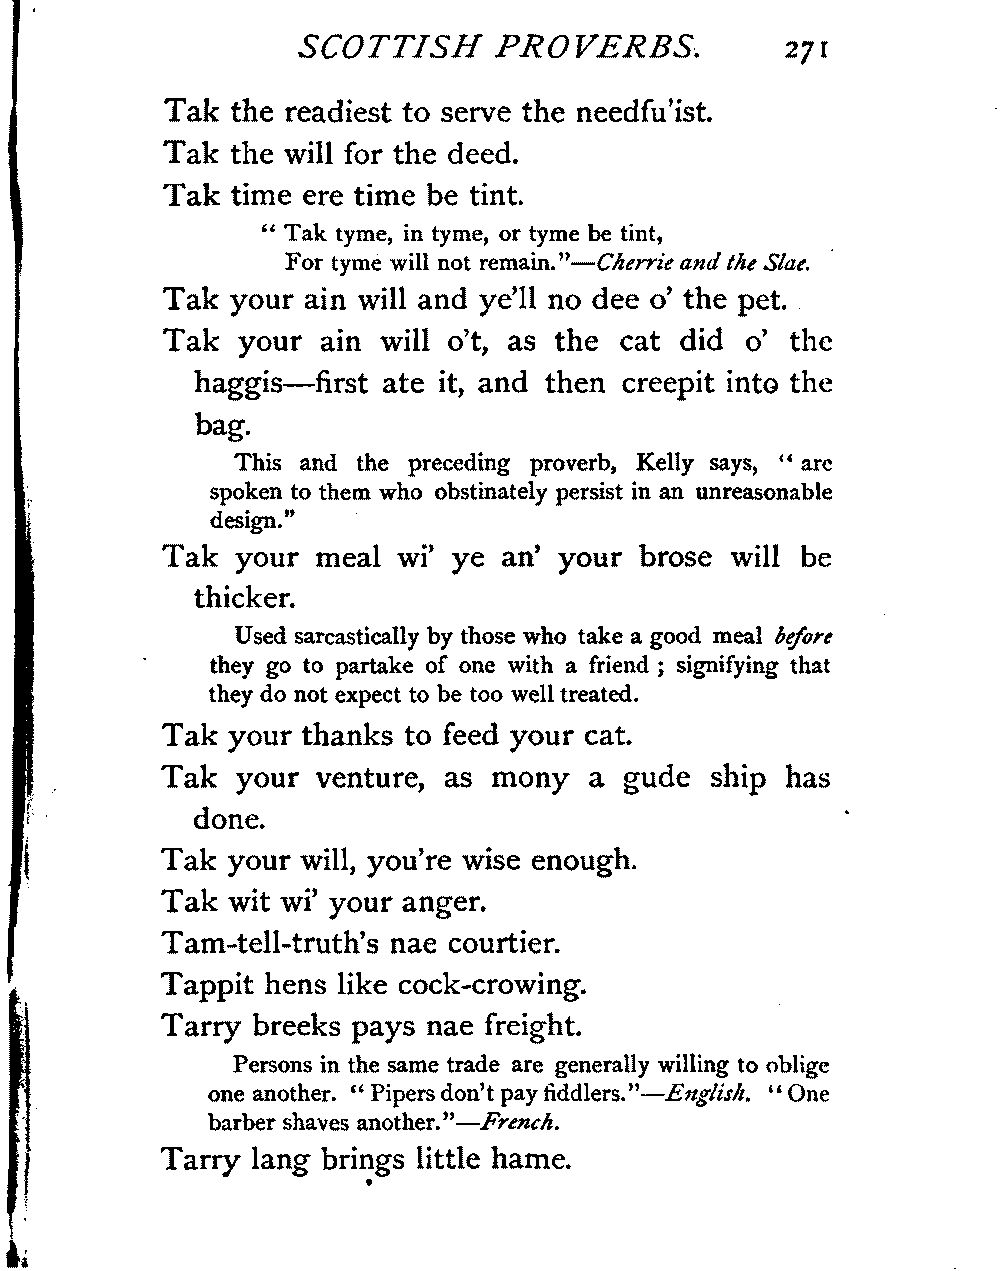 SCOTTISH PROVERBS. 271
Tak the readiest to serve the needfu'ist.
Tak the will for the deed.
Tak time ere time be tint.
“ Tak tyme, in tyme, or tyme be tint,
For tyme will not remain.”—Cherrie and the Slae.
Tak your ain will and ye'll no dee o' the pet.
Tak your ain will o't, as the cat did o' the
haggis—first ate it, and then creepit into the
bag.
This and the preceding proverb, Kelly says, “ are
spoken to them who obstinately persist in an unreasonable
design.”
Tak your meal wi' ye an' your brose will be
thicker.
Used sarcastically by those who take a good meal before
they go to partake of one with a friend ; signifying that
they do not expect to be too well treated.
Tak your thanks to feed your cat.
Tak your venture, as mony a gude ship has
done.
Tak your will, you're wise enough.
Tak wit wi' your anger.
Tam-tell-truth's nae courtier.
Tappit hens like cock-crowing.
Tarry breeks pays nae freight.
Persons in the same trade are generally willing to oblige
one another. “ Pipers don't pay fiddlers.”—English. “ One
barber shaves another.”—French.
Tarry lang brings little hame.